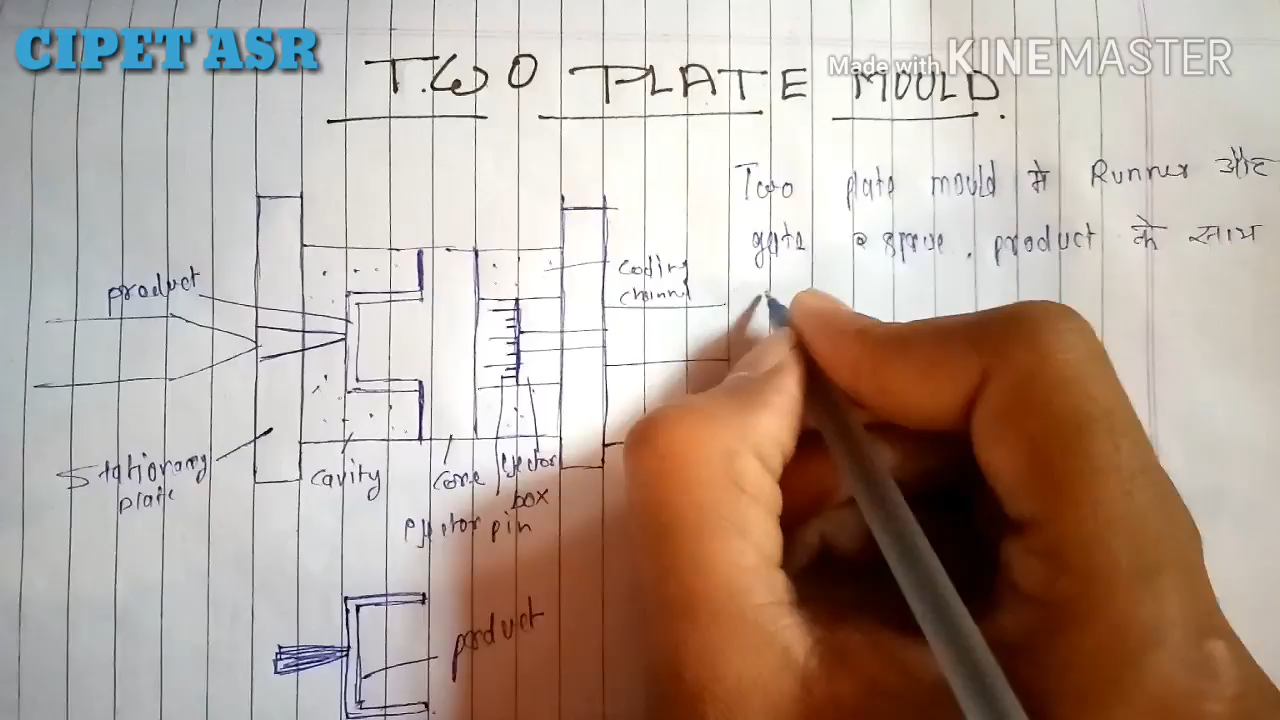 CIPET ASR
Made with KINEMASTER
TWO PLATE MOULD.
Two plate mould मे Runner और
gate व sprue . product के साथ
product
cooling
channel
Stationary
plate
cavity
core
Ejector
box
Ejector pin
product